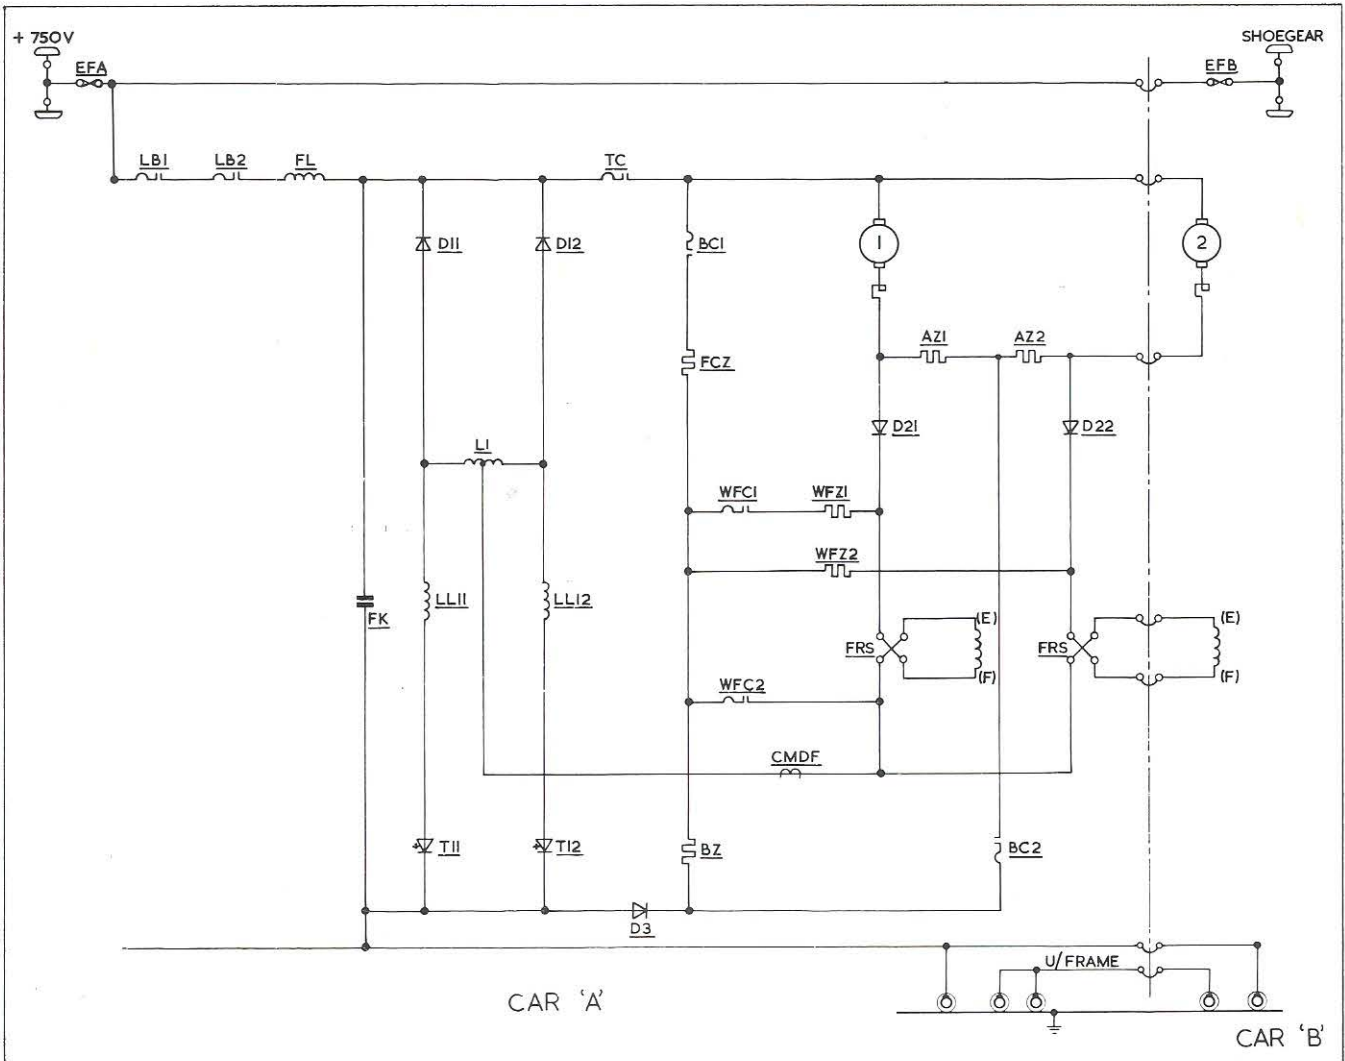 + 750V
SHOEGEAR
EFA
EFB
LB1
LB2
FL
TC
D11
D12
BC1
1
2
FCZ
AZ1
AZ2
D21
D22
L1
WFC1
WFZ1
WFZ2
LL11
LL12
FK
FRS
(E)
(F)
FRS
(E)
(F)
WFC2
CMDF
T11
T12
BZ
BC2
D3
U/FRAME
CAR 'A'
CAR 'B'